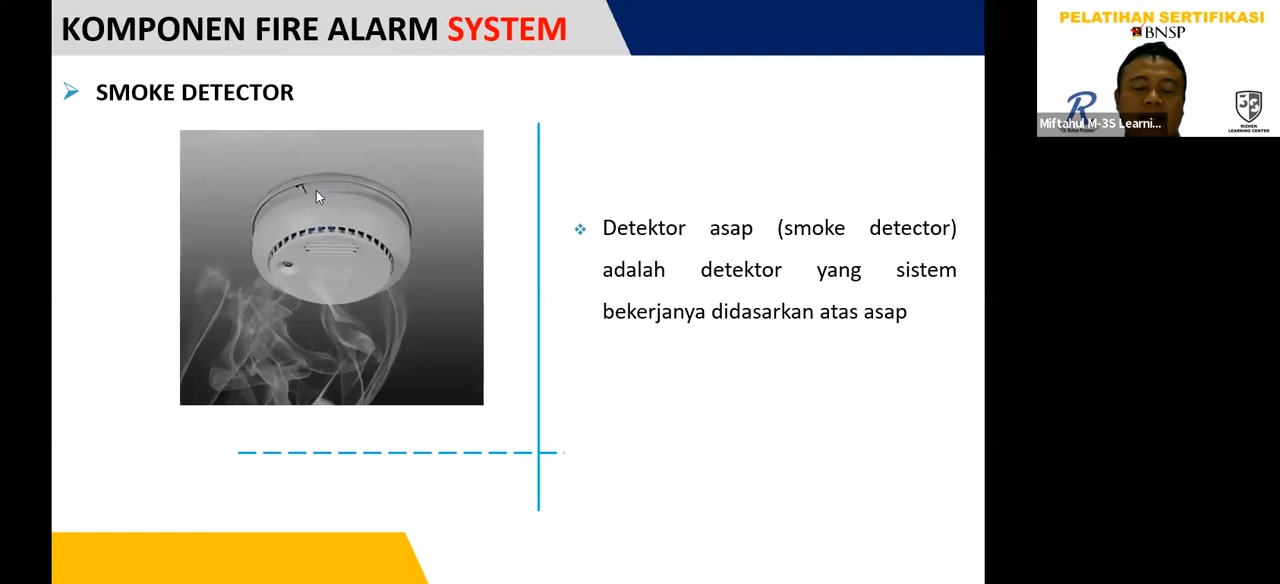 KOMPONEN FIRE ALARM SYSTEM
SMOKE DETECTOR
Detektor asap (smoke detector)
adalah detektor yang sistem
bekerjanya didasarkan atas asap
PELATIHAN SERTIFIKASI
BNSP
Miftahul M-3S Learni...
RIZHEN
LEARNING CENTER